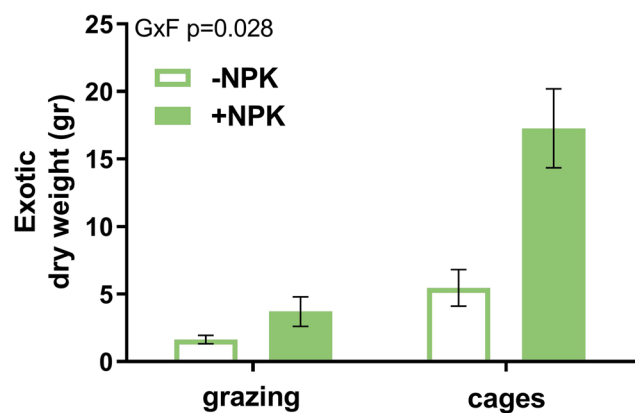 GxF p=0.028
-NPK
+NPK
Exotic
dry weight (gr)
25
20
15
10
5
0
grazing
cages